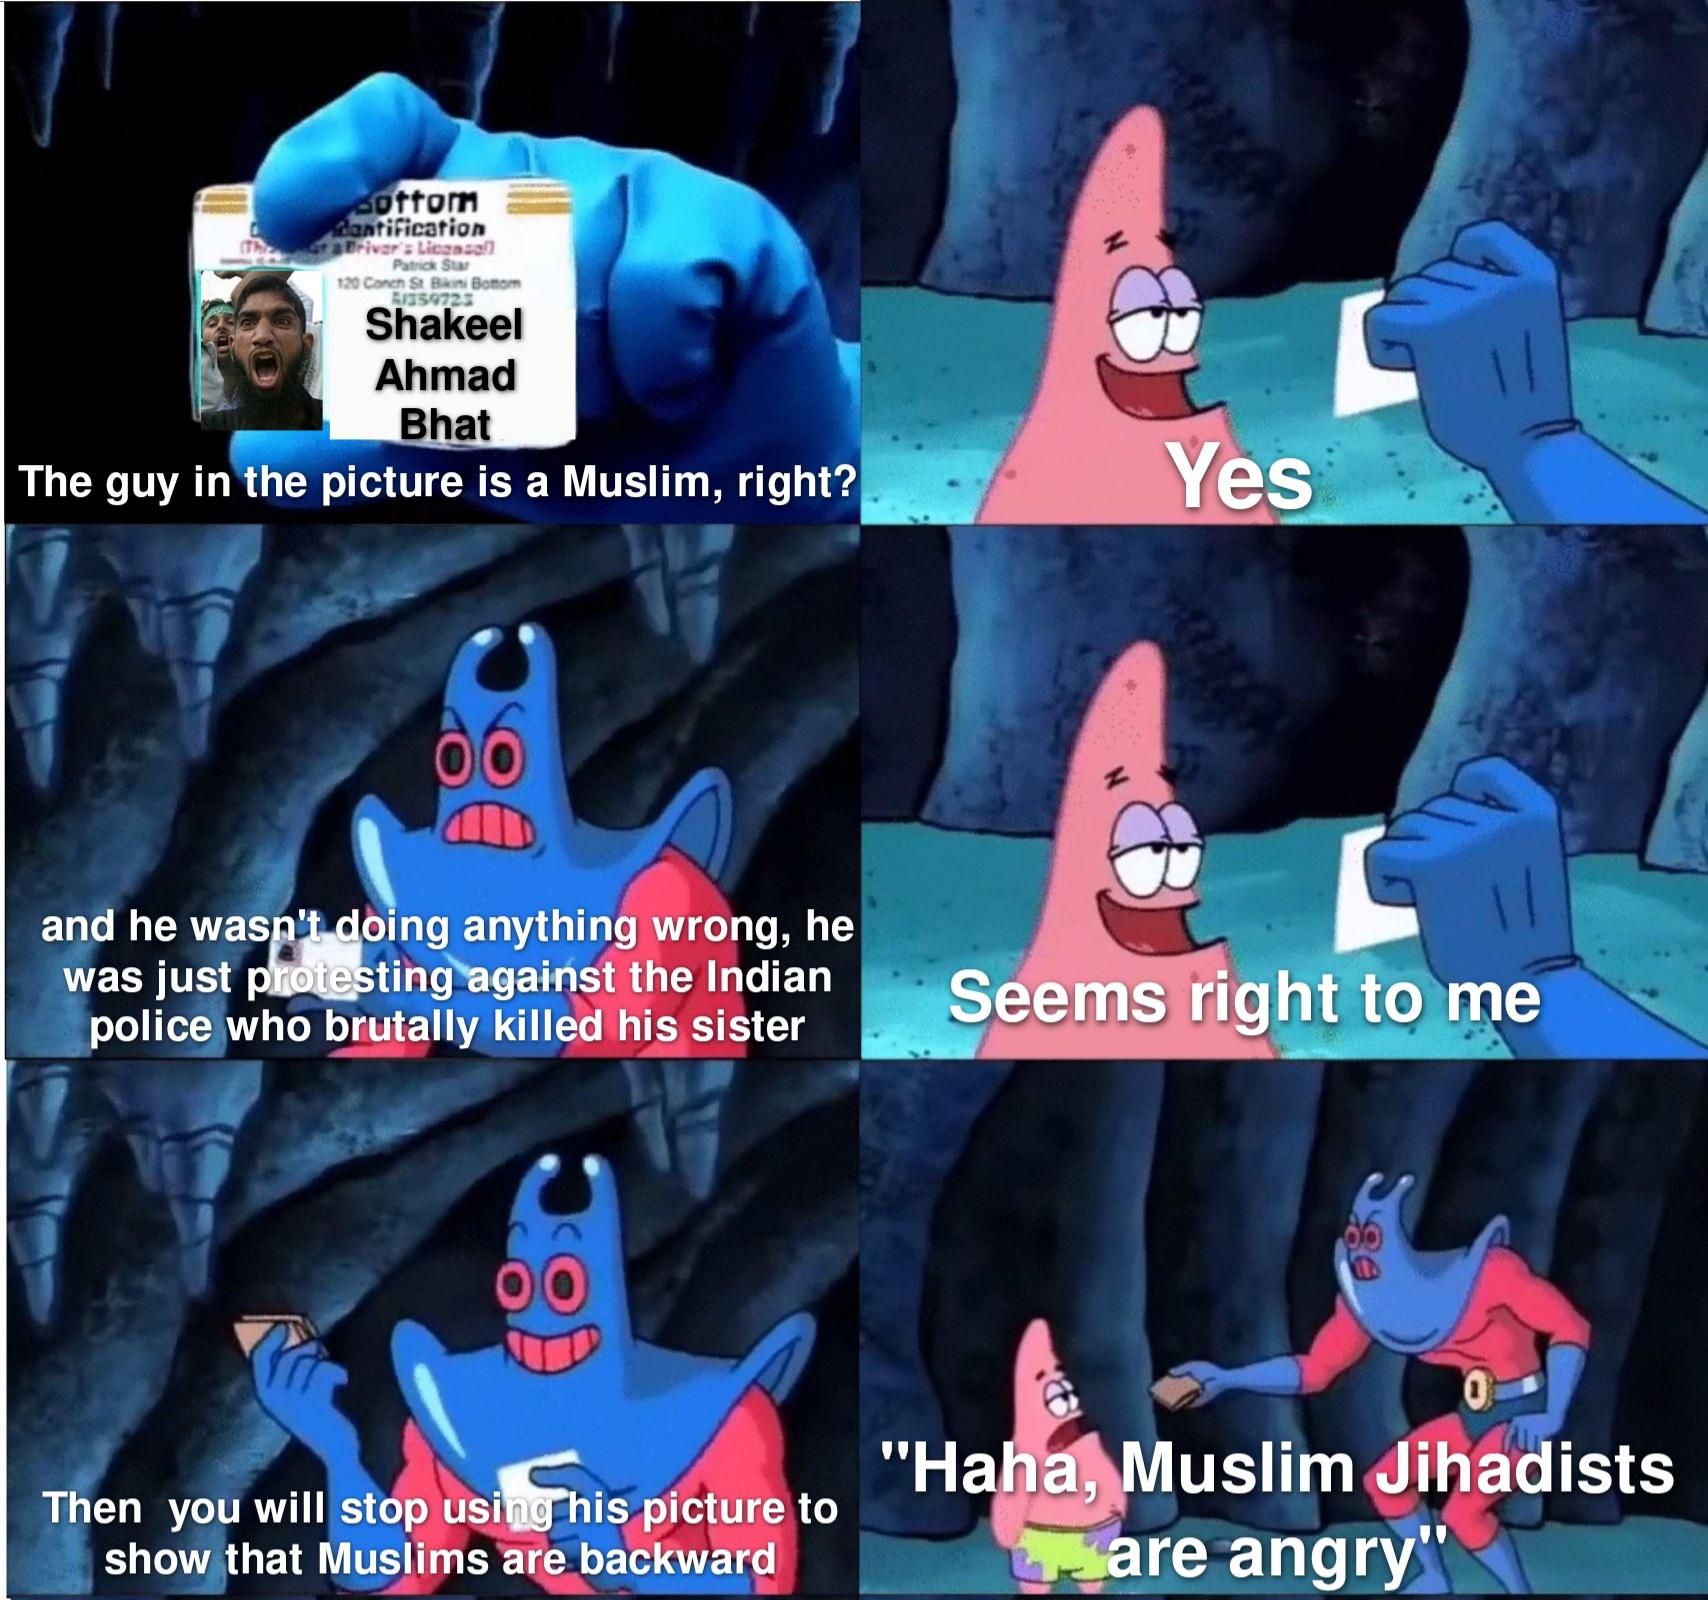 Bottom
Identification
a Driver's License!)
Patrick Star
120 Conch St. Bikini Bottom
Shakeel
Ahmad
Bhat
The guy in the picture is a Muslim, right?
Yes
and he wasn't doing anything wrong, he
was just protesting against the Indian
police who brutally killed his sister
Seems right to me
Then you will stop using his picture to
show that Muslims are backward
"Haha, Muslim Jihadists
are angry"